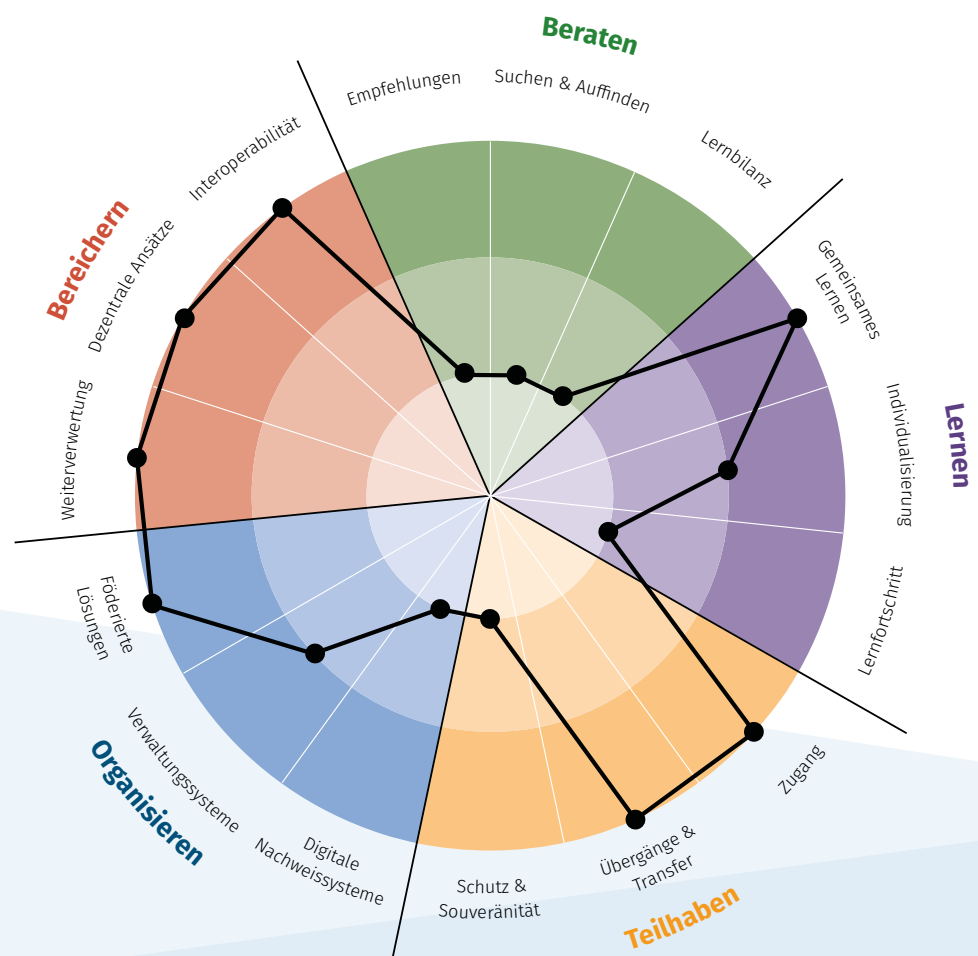 Beraten
Empfehlungen
Suchen & Auffinden
Lernbilanz
Lernen
Gemeinsames
Lernen
Individualisierung
Lernfortschritt
Teilhaben
Zugang
Übergänge &
Transfer
Schutz &
Souveränität
Organisieren
Digitale
Nachweissysteme
Verwaltungssysteme
Föderierte
Lösungen
Bereichern
Weiterverwertung
Dezentrale Ansätze
Interoperabilität